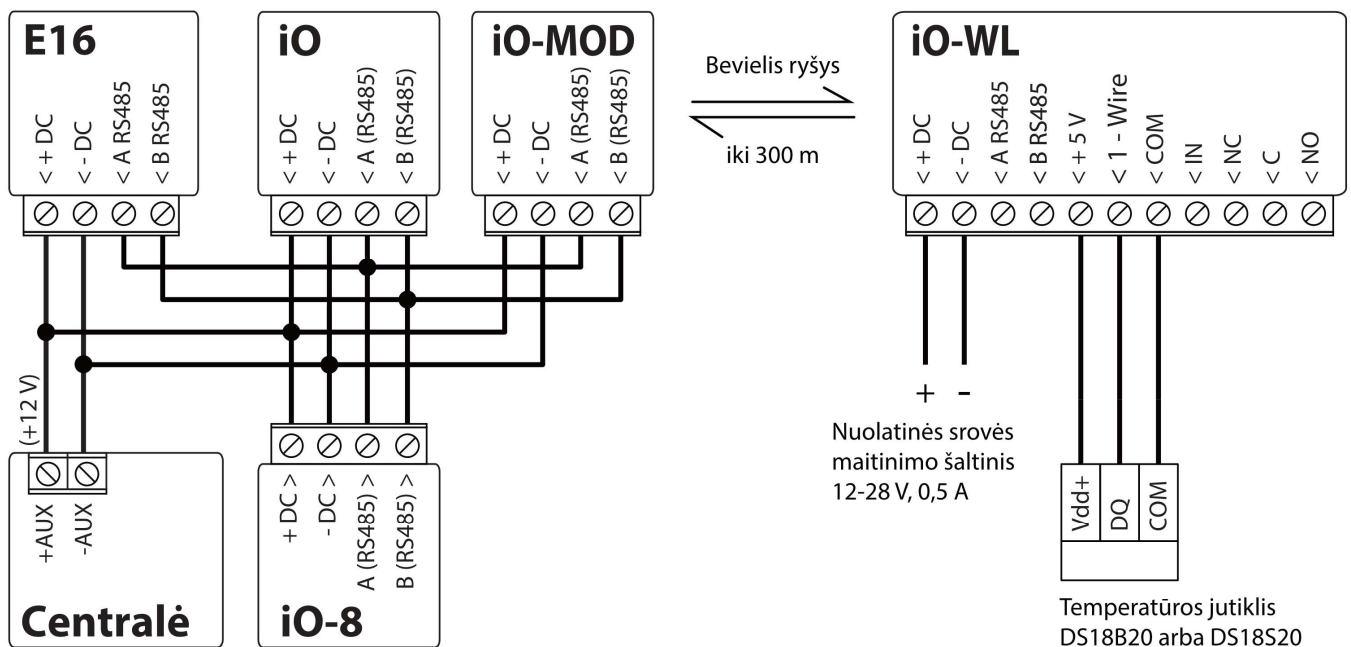 E16
< + DC
< - DC
< A RS485
< B RS485
iO
< + DC
< - DC
< A (RS485)
< B (RS485)
iO-MOD
< + DC
< - DC
< A (RS485)
< B (RS485)
Bevielis ryšys
iki 300 m
iO-WL
< + DC
< - DC
< A RS485
< B RS485
< + 5 V
< 1 - Wire
< COM
< IN
< NC
< C
< NO
(+12 V)
+AUX
-AUX
Centralė
+ DC >
- DC >
A (RS485) >
B (RS485) >
iO-8
+ -
Nuolatinės srovės
maitinimo šaltinis
12-28 V, 0,5 A
Vdd+
DQ
COM
Temperatūros jutiklis
DS18B20 arba DS18S20